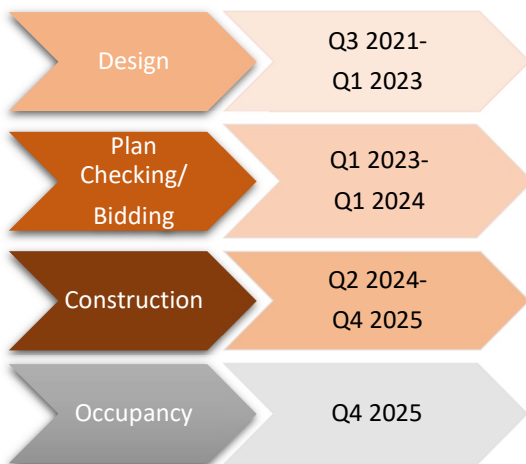 Design
Q3 2021-
Q1 2023
Plan
Checking/
Bidding
Q1 2023-
Q1 2024
Construction
Q2 2024-
Q4 2025
Occupancy
Q4 2025